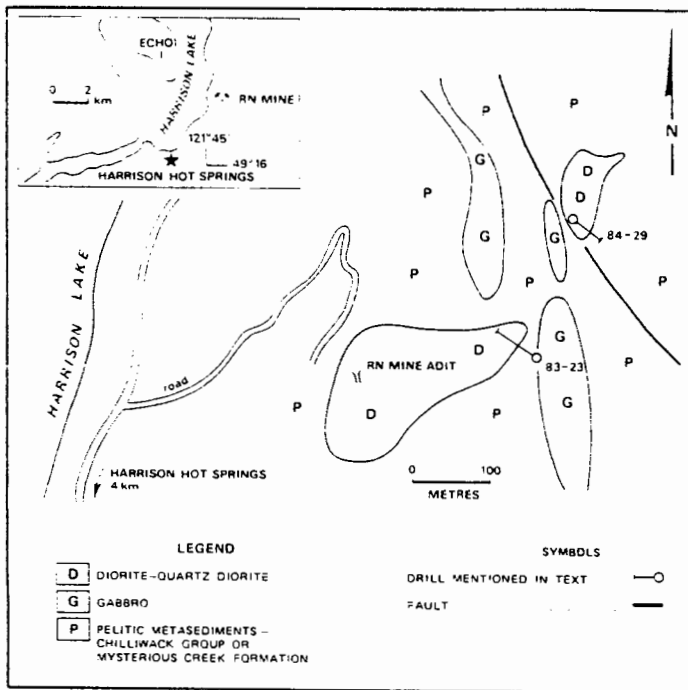 ECHO
HARRISON LAKE
0 2
km
RN MINE
121°45'
49°16
HARRISON HOT SPRINGS
N
P
P
G
D
D
P
G
G
84-29
P
P
P
HARRISON LAKE
road
D
RN MINE ADIT
G
83-23
P
P
D
P
G
HARRISON HOT SPRINGS
4 km
0 100
METRES
LEGEND
D DIORITE-QUARTZ DIORITE
G GABBRO
P PELITIC METASEDIMENTS -
CHILLIWACK GROUP OR
MYSTERIOUS CREEK FORMATION
SYMBOLS
DRILL MENTIONED IN TEXT
FAULT